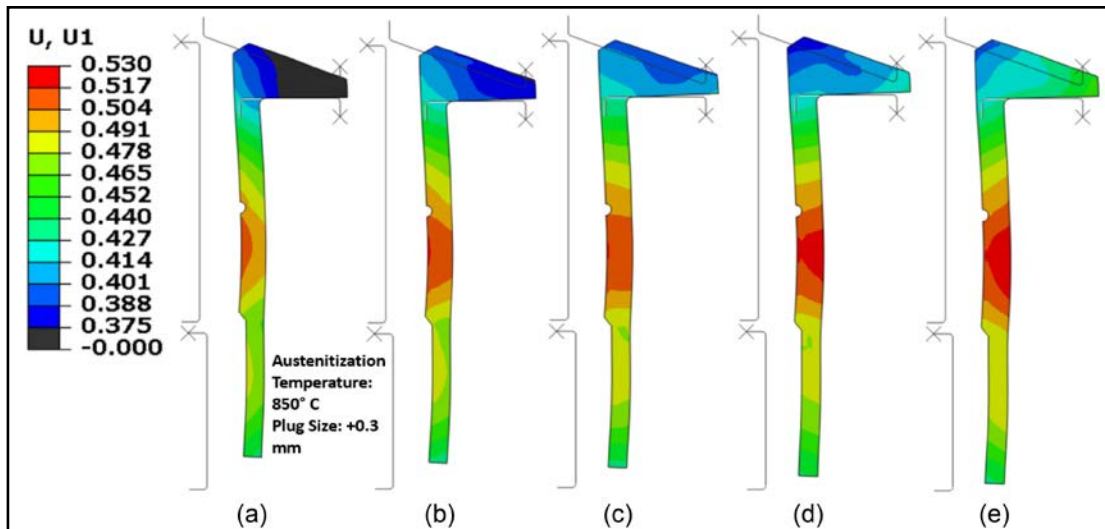 U, U1
0.530
0.517
0.504
0.491
0.478
0.465
0.452
0.440
0.427
0.414
0.401
0.388
0.375
-0.000
Austenitization
Temperature:
850° C
Plug Size: +0.3
mm
(a)
(b)
(c)
(d)
(e)